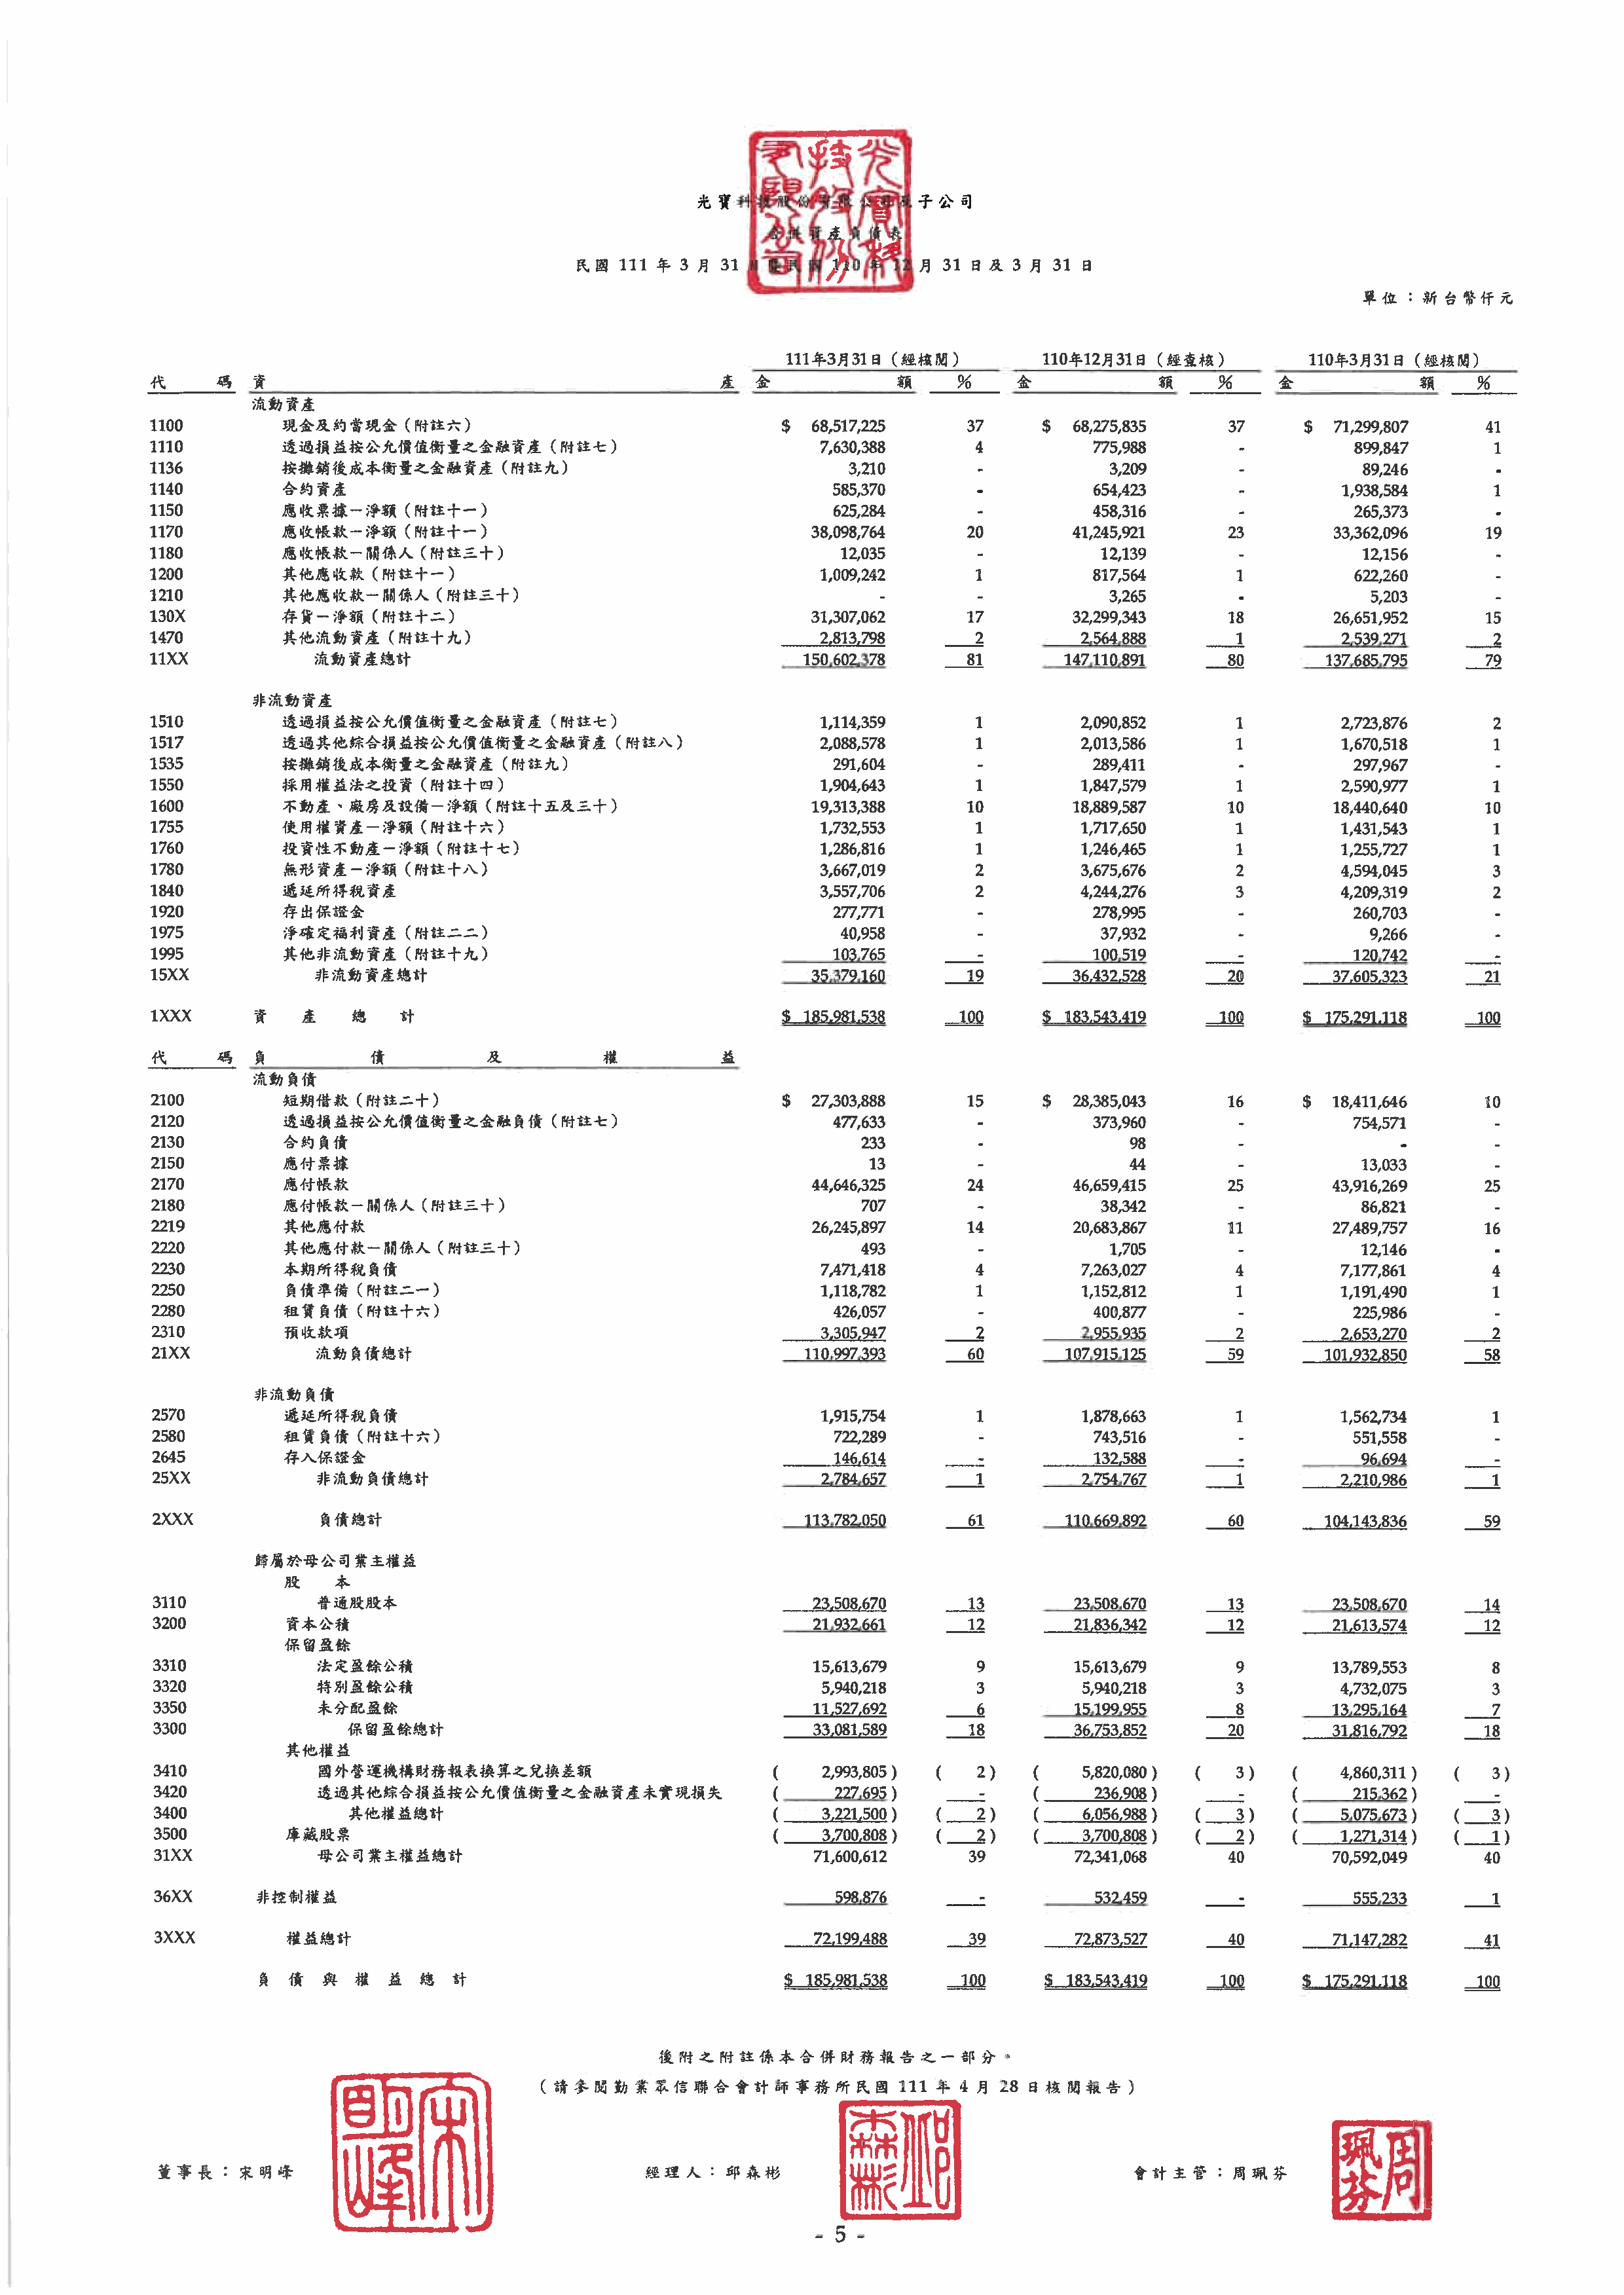 光寶科技股份有限公司及子公司
合併資產負債表
民國 111 年 3 月 31 日暨民國 110 年 12 月 31 日及 3 月 31 日
單位：新台幣仟元
111年3月31日（經核閱） 110年12月31日（經查核） 110年3月31日（經核閱）
代 碼 資 產 金 額 % 金 額 % 金 額 %
流動資產
1100 現金及約當現金（附註六） $ 68,517,225 37 $ 68,275,835 37 $ 71,299,807 41
1110 透過損益按公允價值衡量之金融資產（附註七） 7,630,388 4 775,988 - 899,847 1
1136 按攤銷後成本衡量之金融資產（附註九） 3,210 - 3,209 - 89,246 -
1140 合約資產 585,370 - 654,423 - 1,938,584 1
1150 應收票據－淨額（附註十一） 625,284 - 458,316 - 265,373 -
1170 應收帳款－淨額（附註十一） 38,098,764 20 41,245,921 23 33,362,096 19
1180 應收帳款－關係人（附註三十） 12,035 - 12,139 - 12,156 -
1200 其他應收款（附註十一） 1,009,242 1 817,564 1 622,260 -
1210 其他應收款－關係人（附註三十） - - 3,265 - 5,203 -
130X 存貨－淨額（附註十二） 31,307,062 17 32,299,343 18 26,651,952 15
1470 其他流動資產（附註十九） 2,813,798 2 2,564,888 1 2,539,271 2
11XX 流動資產總計 150,602,378 81 147,110,891 80 137,685,795 79
非流動資產
1510 透過損益按公允價值衡量之金融資產（附註七） 1,114,359 1 2,090,852 1 2,723,876 2
1517 透過其他綜合損益按公允價值衡量之金融資產（附註八） 2,088,578 1 2,013,586 1 1,670,518 1
1535 按攤銷後成本衡量之金融資產（附註九） 291,604 - 289,411 - 297,967 -
1550 採用權益法之投資（附註十四） 1,904,643 1 1,847,579 1 2,590,977 1
1600 不動產、廠房及設備－淨額（附註十五及三十） 19,313,388 10 18,889,587 10 18,440,640 10
1755 使用權資產－淨額（附註十六） 1,732,553 1 1,717,650 1 1,431,543 1
1760 投資性不動產－淨額（附註十七） 1,286,816 1 1,246,465 1 1,255,727 1
1780 無形資產－淨額（附註十八） 3,667,019 2 3,675,676 2 4,594,045 3
1840 遞延所得稅資產 3,557,706 2 4,244,276 3 4,209,319 2
1920 存出保證金 277,771 - 278,995 - 260,703 -
1975 淨確定福利資產（附註二二） 40,958 - 37,932 - 9,266 -
1995 其他非流動資產（附註十九） 103,765 - 100,519 - 120,742 -
15XX 非流動資產總計 35,379,160 19 36,432,528 20 37,605,323 21
1XXX 資 產 總 計 $ 185,981,538 100 $ 183,543,419 100 $ 175,291,118 100
代 碼 負 債 及 權 益
流動負債
2100 短期借款（附註二十） $ 27,303,888 15 $ 28,385,043 16 $ 18,411,646 10
2120 透過損益按公允價值衡量之金融負債（附註七） 477,633 - 373,960 - 754,571 -
2130 合約負債 233 - 98 - - -
2150 應付票據 13 - 44 - 13,033 -
2170 應付帳款 44,646,325 24 46,659,415 25 43,916,269 25
2180 應付帳款－關係人（附註三十） 707 - 38,342 - 86,821 -
2219 其他應付款 26,245,897 14 20,683,867 11 27,489,757 16
2220 其他應付款－關係人（附註三十） 493 - 1,705 - 12,146 -
2230 本期所得稅負債 7,471,418 4 7,263,027 4 7,177,861 4
2250 負債準備（附註二一） 1,118,782 1 1,152,812 1 1,191,490 1
2280 租賃負債（附註十六） 426,057 - 400,877 - 225,986 -
2310 預收款項 3,305,947 2 2,955,935 2 2,653,270 2
21XX 流動負債總計 110,997,393 60 107,915,125 59 101,932,850 58
非流動負債
2570 遞延所得稅負債 1,915,754 1 1,878,663 1 1,562,734 1
2580 租賃負債（附註十六） 722,289 - 743,516 - 551,558 -
2645 存入保證金 146,614 - 132,588 - 96,694 -
25XX 非流動負債總計 2,784,657 1 2,754,767 1 2,210,986 1
2XXX 負債總計 113,782,050 61 110,669,892 60 104,143,836 59
歸屬於母公司業主權益
股 本
3110 普通股股本 23,508,670 13 23,508,670 13 23,508,670 14
3200 資本公積 21,932,661 12 21,836,342 12 21,613,574 12
保留盈餘
3310 法定盈餘公積 15,613,679 9 15,613,679 9 13,789,553 8
3320 特別盈餘公積 5,940,218 3 5,940,218 3 4,732,075 3
3350 未分配盈餘 11,527,692 6 15,199,955 8 13,295,164 7
3300 保留盈餘總計 33,081,589 18 36,753,852 20 31,816,792 18
其他權益
3410 國外營運機構財務報表換算之兌換差額 ( 2,993,805) ( 2) ( 5,820,080) ( 3) ( 4,860,311) ( 3)
3420 透過其他綜合損益按公允價值衡量之金融資產未實現損失 ( 227,695) - ( 236,908) - ( 215,362) -
3400 其他權益總計 ( 3,221,500) ( 2) ( 6,056,988) ( 3) ( 5,075,673) ( 3)
3500 庫藏股票 ( 3,700,808) ( 2) ( 3,700,808) ( 2) ( 1,271,314) ( 1)
31XX 母公司業主權益總計 71,600,612 39 72,341,068 40 70,592,049 40
36XX 非控制權益 598,876 - 532,459 - 555,233 1
3XXX 權益總計 72,199,488 39 72,873,527 40 71,147,282 41
負 債 與 權 益 總 計 $ 185,981,538 100 $ 183,543,419 100 $ 175,291,118 100
後附之附註係本合併財務報告之一部分。
（請參閱勤業眾信聯合會計師事務所民國 111 年 4 月 28 日核閱報告）
董事長：宋明峰 經理人：邱森彬 會計主管：周珮芬
- 5 -